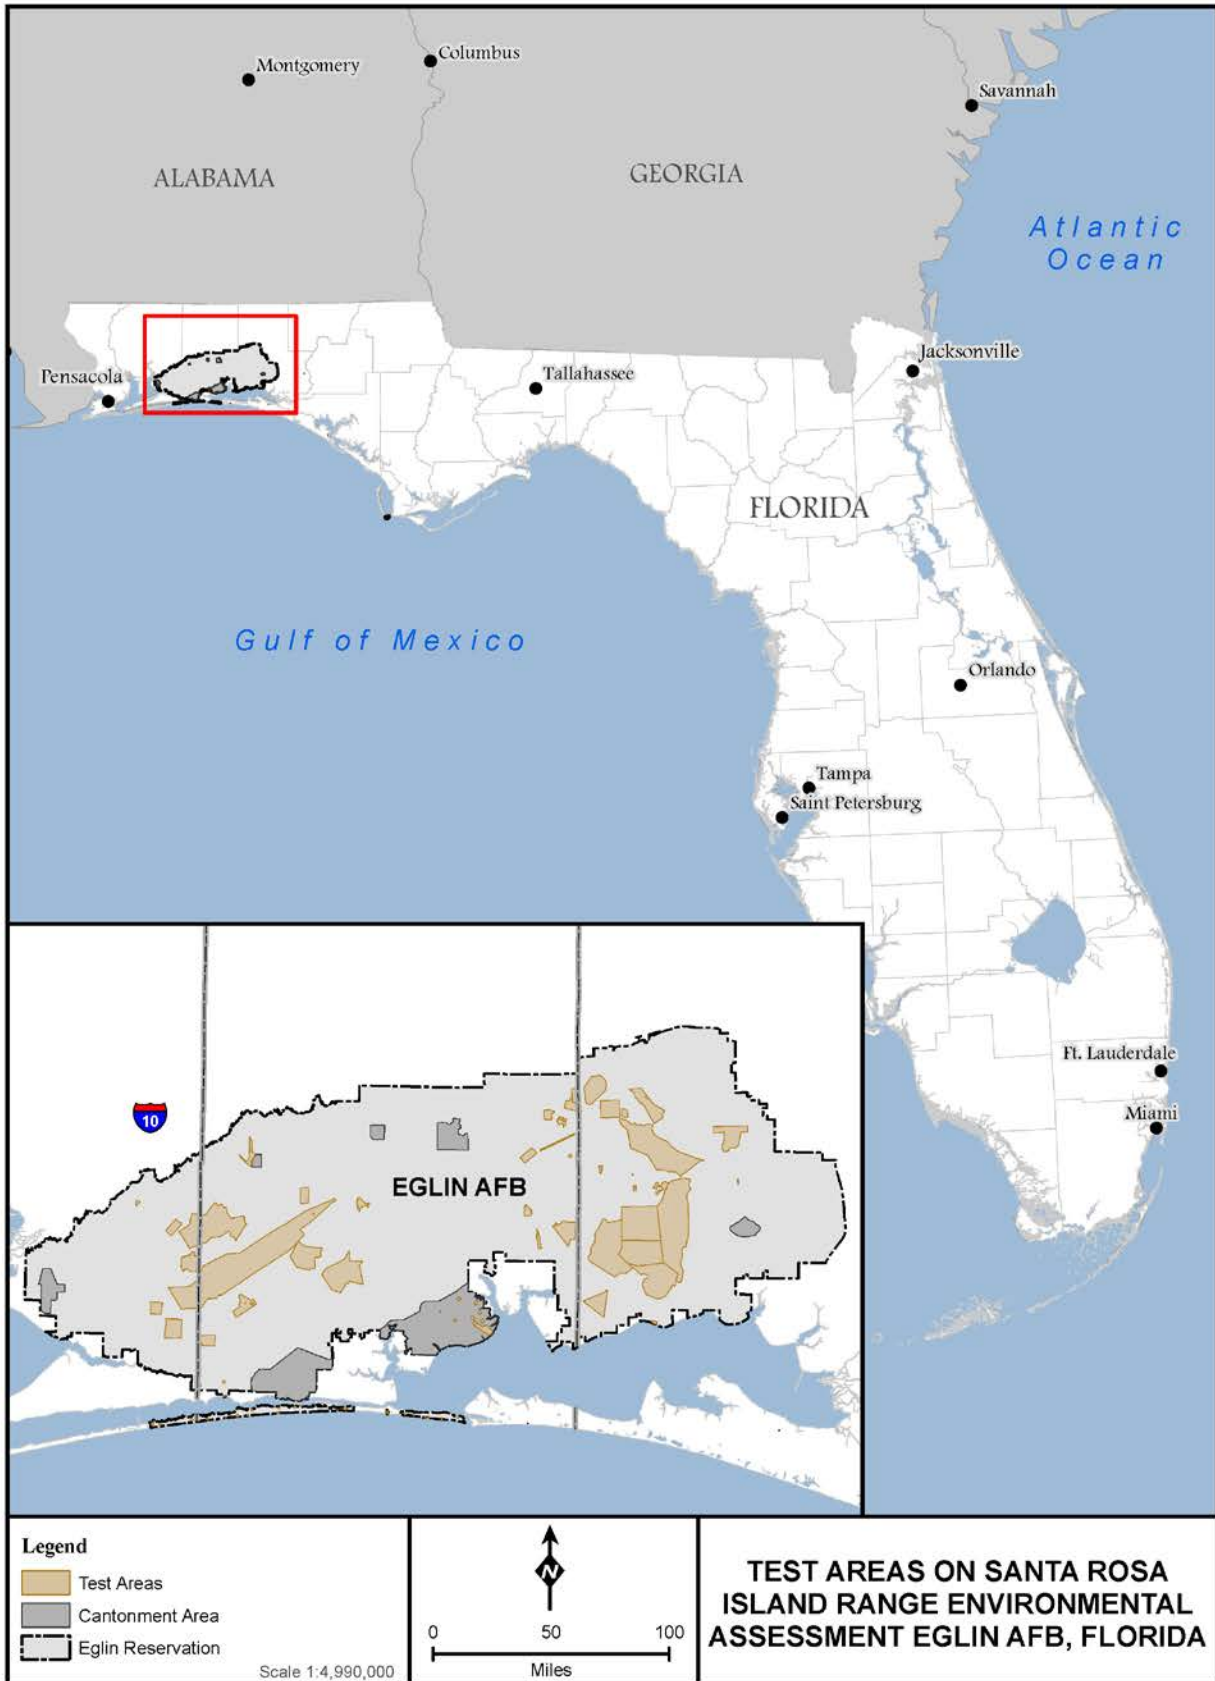 Montgomery
Columbus
Savannah
ALABAMA
GEORGIA
Atlantic
Ocean
Pensacola
Tallahassee
Jacksonville
FLORIDA
Gulf of Mexico
Orlando
Tampa
Saint Petersburg
Ft. Lauderdale
Miami
10
EGLIN AFB
Legend
Test Areas
Cantonment Area
Eglin Reservation
Scale 1:4,990,000
N
0 50 100
Miles
TEST AREAS ON SANTA ROSA
ISLAND RANGE ENVIRONMENTAL
ASSESSMENT EGLIN AFB, FLORIDA